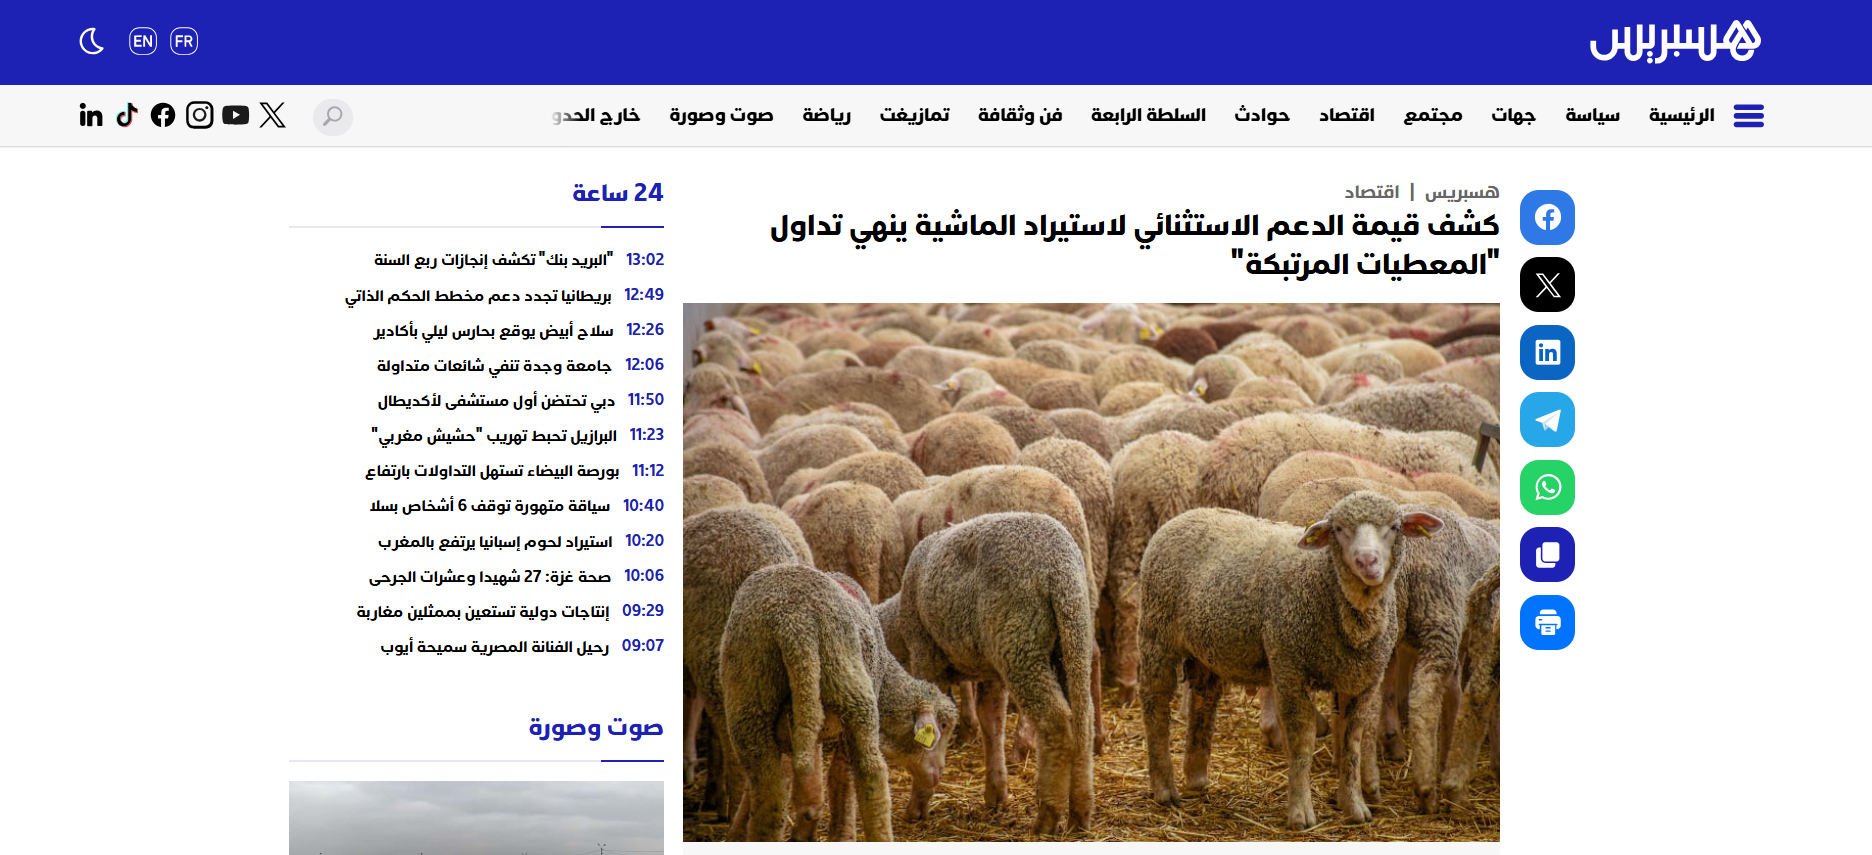 هسبريس
FR EN
الرئيسية سياسة جهات مجتمع اقتصاد حوادث السلطة الرابعة فن وثقافة تمازيغت رياضة صوت وصورة خارج الحدو
هسبريس | اقتصاد
كشف قيمة الدعم الاستثنائي لاستيراد الماشية ينهي تداول
"المعطيات المرتبكة"
24 ساعة
13:02 "البريد بنك" تكشف إنجازات ربع السنة
12:49 بريطانيا تجدد دعم مخطط الحكم الذاتي
12:26 سلاح أبيض يوقع بحارس ليلي بأكادير
12:06 جامعة وجدة تنفي شائعات متداولة
11:50 دبي تحتضن أول مستشفى لأكديطال
11:23 البرازيل تحبط تهريب "حشيش مغربي"
11:12 بورصة البيضاء تستهل التداولات بارتفاع
10:40 سياقة متهورة توقف 6 أشخاص بسلا
10:20 استيراد لحوم إسبانيا يرتفع بالمغرب
10:06 صحة غزة: 27 شهيدا وعشرات الجرحى
09:29 إنتاجات دولية تستعين بممثلين مغاربة
09:07 رحيل الفنانة المصرية سميحة أيوب
صوت وصورة